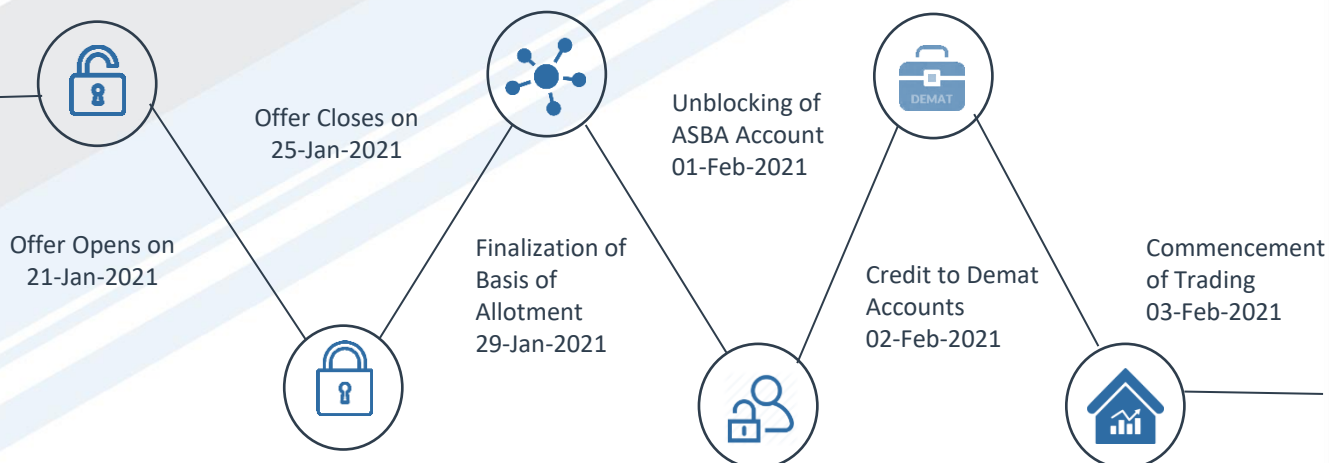 Offer Opens on
21-Jan-2021
Offer Closes on
25-Jan-2021
Finalization of
Basis of
Allotment
29-Jan-2021
Unblocking of
ASBA Account
01-Feb-2021
DEMAT
Credit to Demat
Accounts
02-Feb-2021
Commencement
of Trading
03-Feb-2021